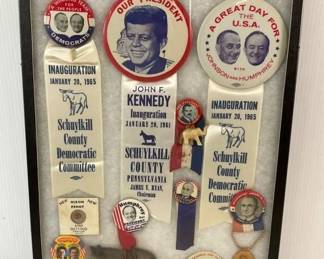 FOR THE PEOPLE
DEMOCRATS
INAUGURATION
JANUARY 20, 1965
Schuylkill
County
Democratic
Committee
OUR PRESIDENT
JOHN F.
KENNEDY
Inauguration
JANUARY 20, 1961
SCHUYLKILL
COUNTY
PENNSYLVANIA
JAMES V. RYAN,
Chairman
A GREAT DAY FOR
THE
U.S.A.
WITH
JOHNSON and HUMPHREY
INAUGURATION
JANUARY 20, 1965
Schuylkill
County
Democratic
Committee